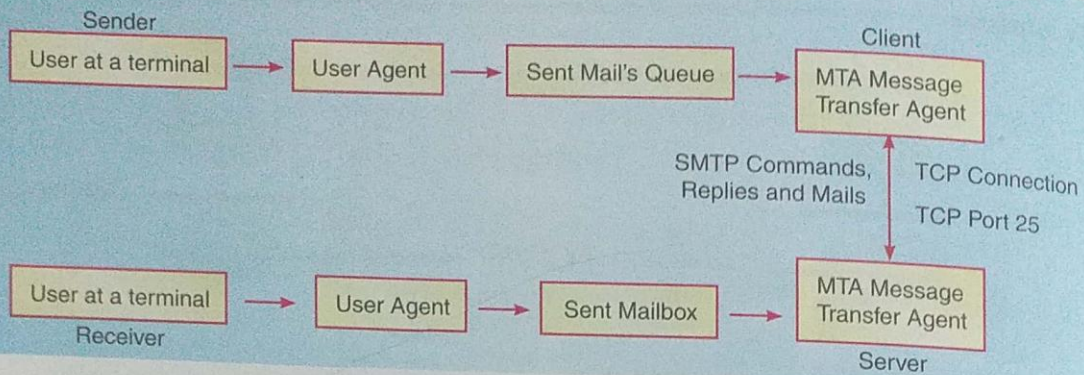 Sender
User at a terminal
User Agent
Sent Mail's Queue
Client
MTA Message
Transfer Agent
SMTP Commands,
Replies and Mails
TCP Connection
TCP Port 25
User at a terminal
Receiver
User Agent
Sent Mailbox
MTA Message
Transfer Agent
Server